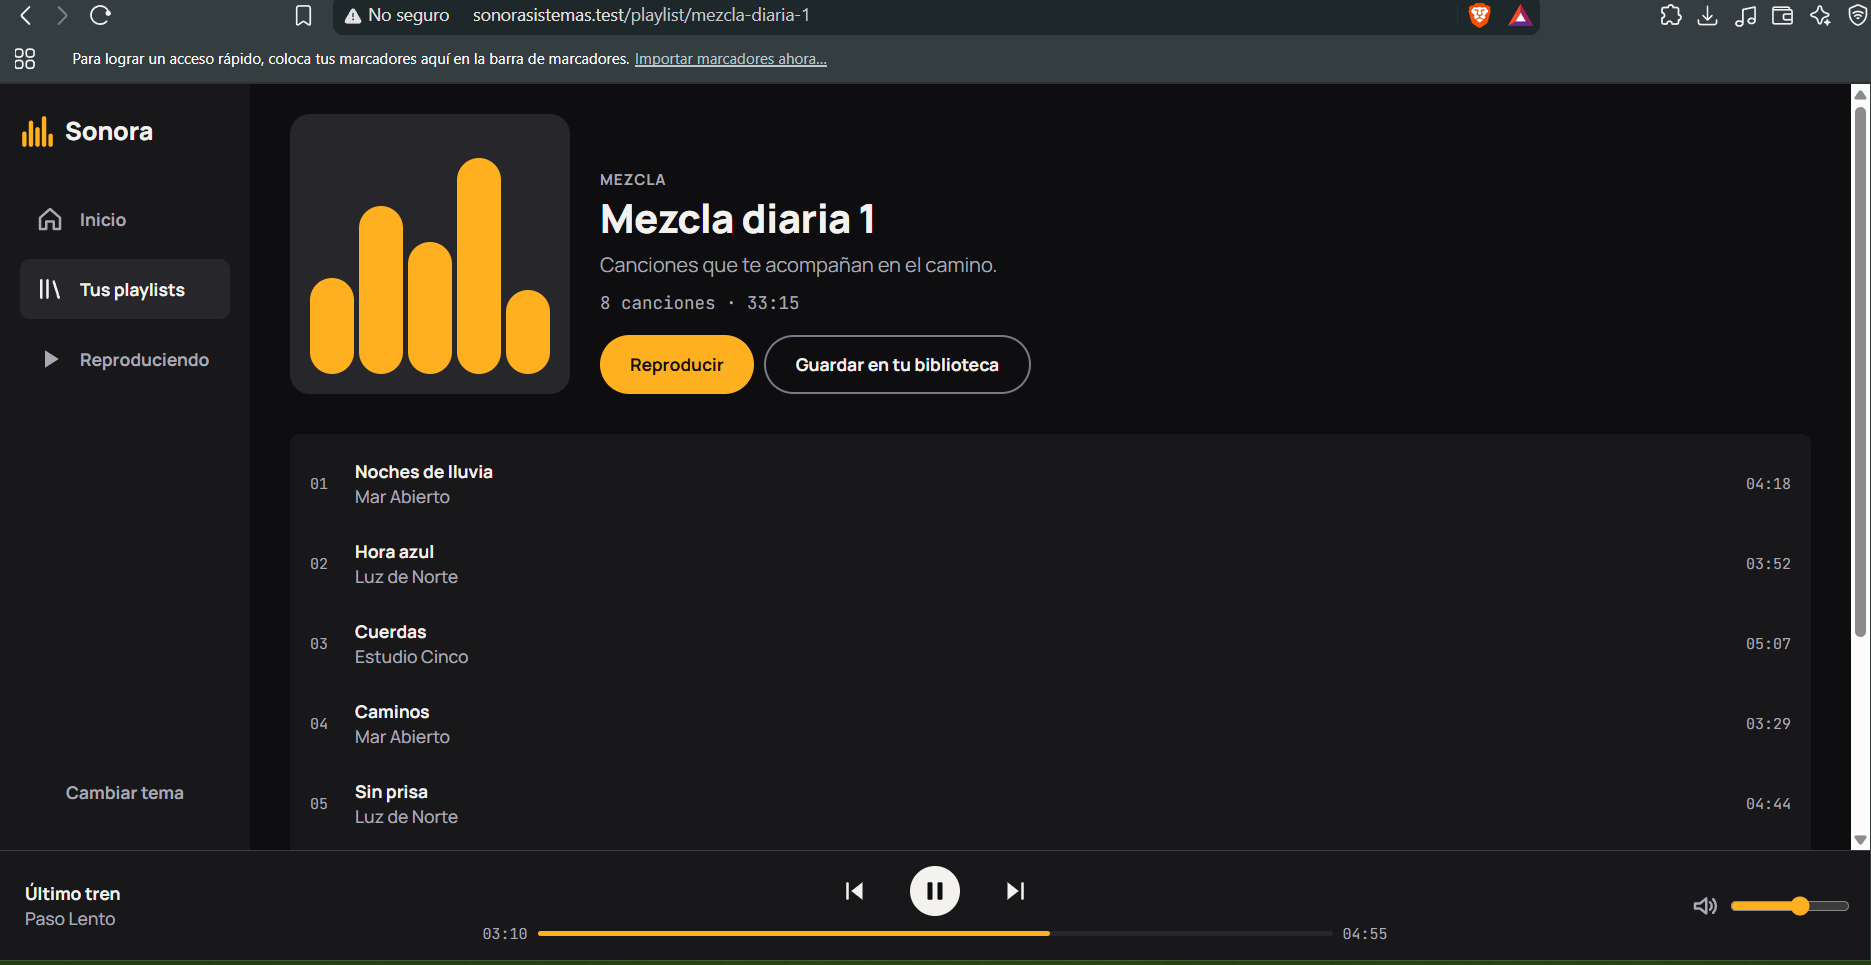 No seguro sonorasistemas.test/playlist/mezcla-diaria-1
Para lograr un acceso rápido, coloca tus marcadores aquí en la barra de marcadores. Importar marcadores ahora...
Sonora
Inicio
Tus playlists
Reproduciendo
Cambiar tema
MEZCLA
Mezcla diaria 1
Canciones que te acompañan en el camino.
8 canciones · 33:15
Reproducir
Guardar en tu biblioteca
01 Noches de lluvia 04:18
Mar Abierto
02 Hora azul 03:52
Luz de Norte
03 Cuerdas 05:07
Estudio Cinco
04 Caminos 03:29
Mar Abierto
05 Sin prisa 04:44
Luz de Norte
Último tren
Paso Lento
03:10 04:55